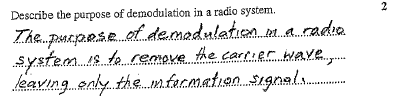 Describe the purpose of demodulation in a radio system. 2
The purpose of demodulation in a radio
system is to remove the carrier wave,
leaving only the information signal.